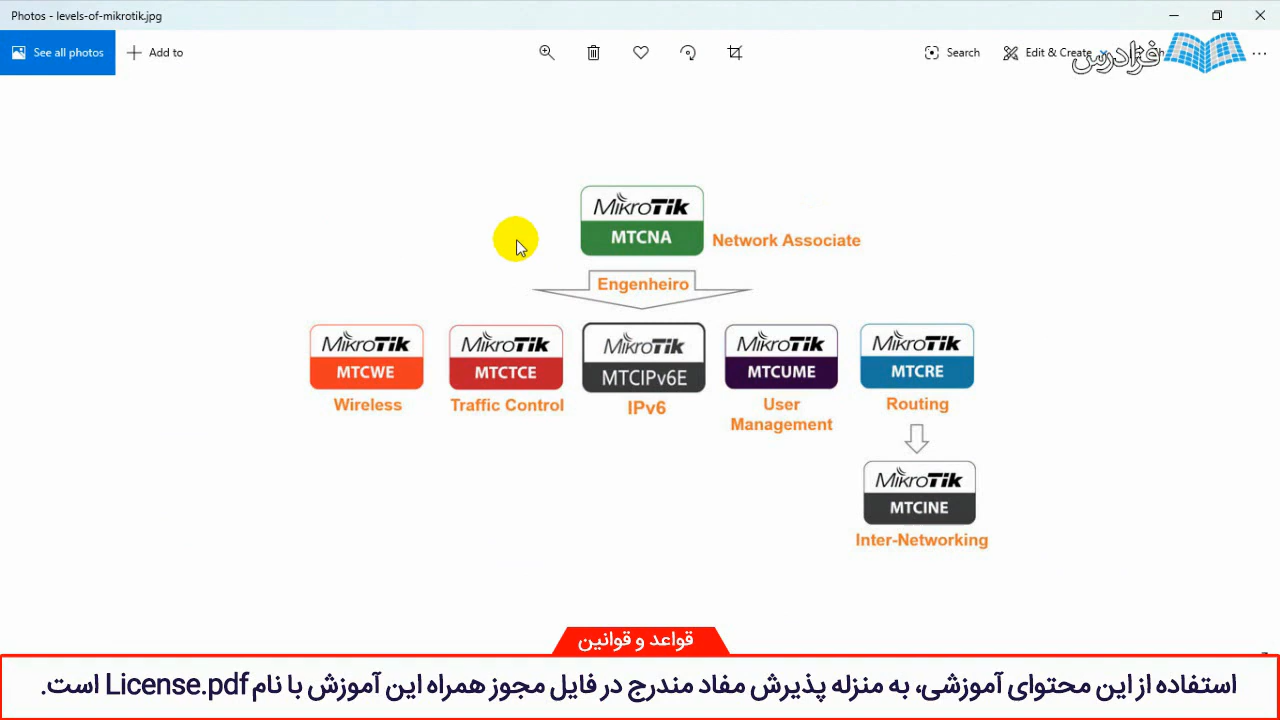 Photos - levels-of-mikrotik.jpg
See all photos
Add to
Search
Edit & Create
فرادرس
MikroTik
MTCNA
Network Associate
Engenheiro
MikroTik
MTCWE
Wireless
MikroTik
MTCTCE
Traffic Control
MikroTik
MTCIPv6E
IPv6
MikroTik
MTCUME
User
Management
MikroTik
MTCRE
Routing
MikroTik
MTCINE
Inter-Networking
قواعد و قوانین
استفاده از این محتوای آموزشی، به منزله پذیرش مفاد مندرج در فایل مجوز همراه این آموزش با نام License.pdf است.